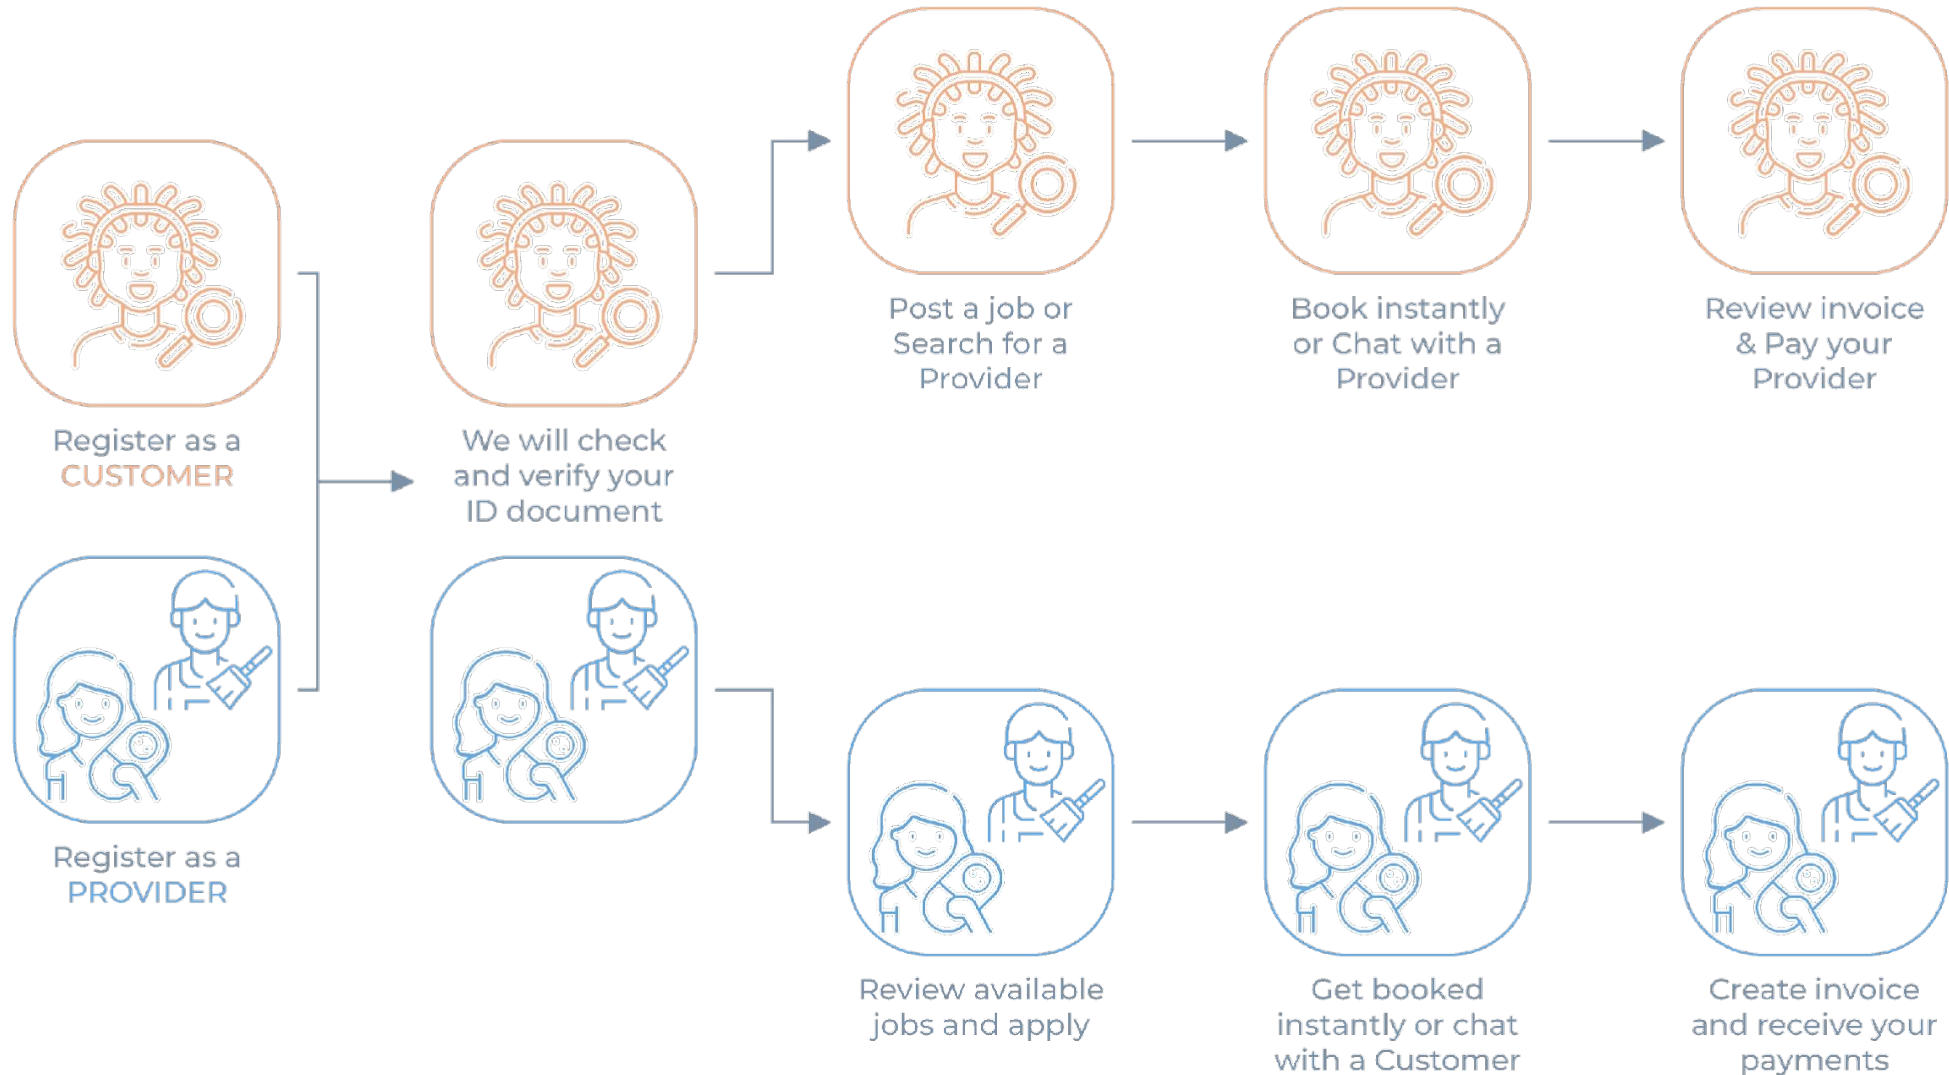 Register as a
CUSTOMER
We will check
and verify your
ID document
Post a job or
Search for a
Provider
Book instantly
or Chat with a
Provider
Review invoice
& Pay your
Provider
Register as a
PROVIDER
Review available
jobs and apply
Get booked
instantly or chat
with a Customer
Create invoice
and receive your
payments